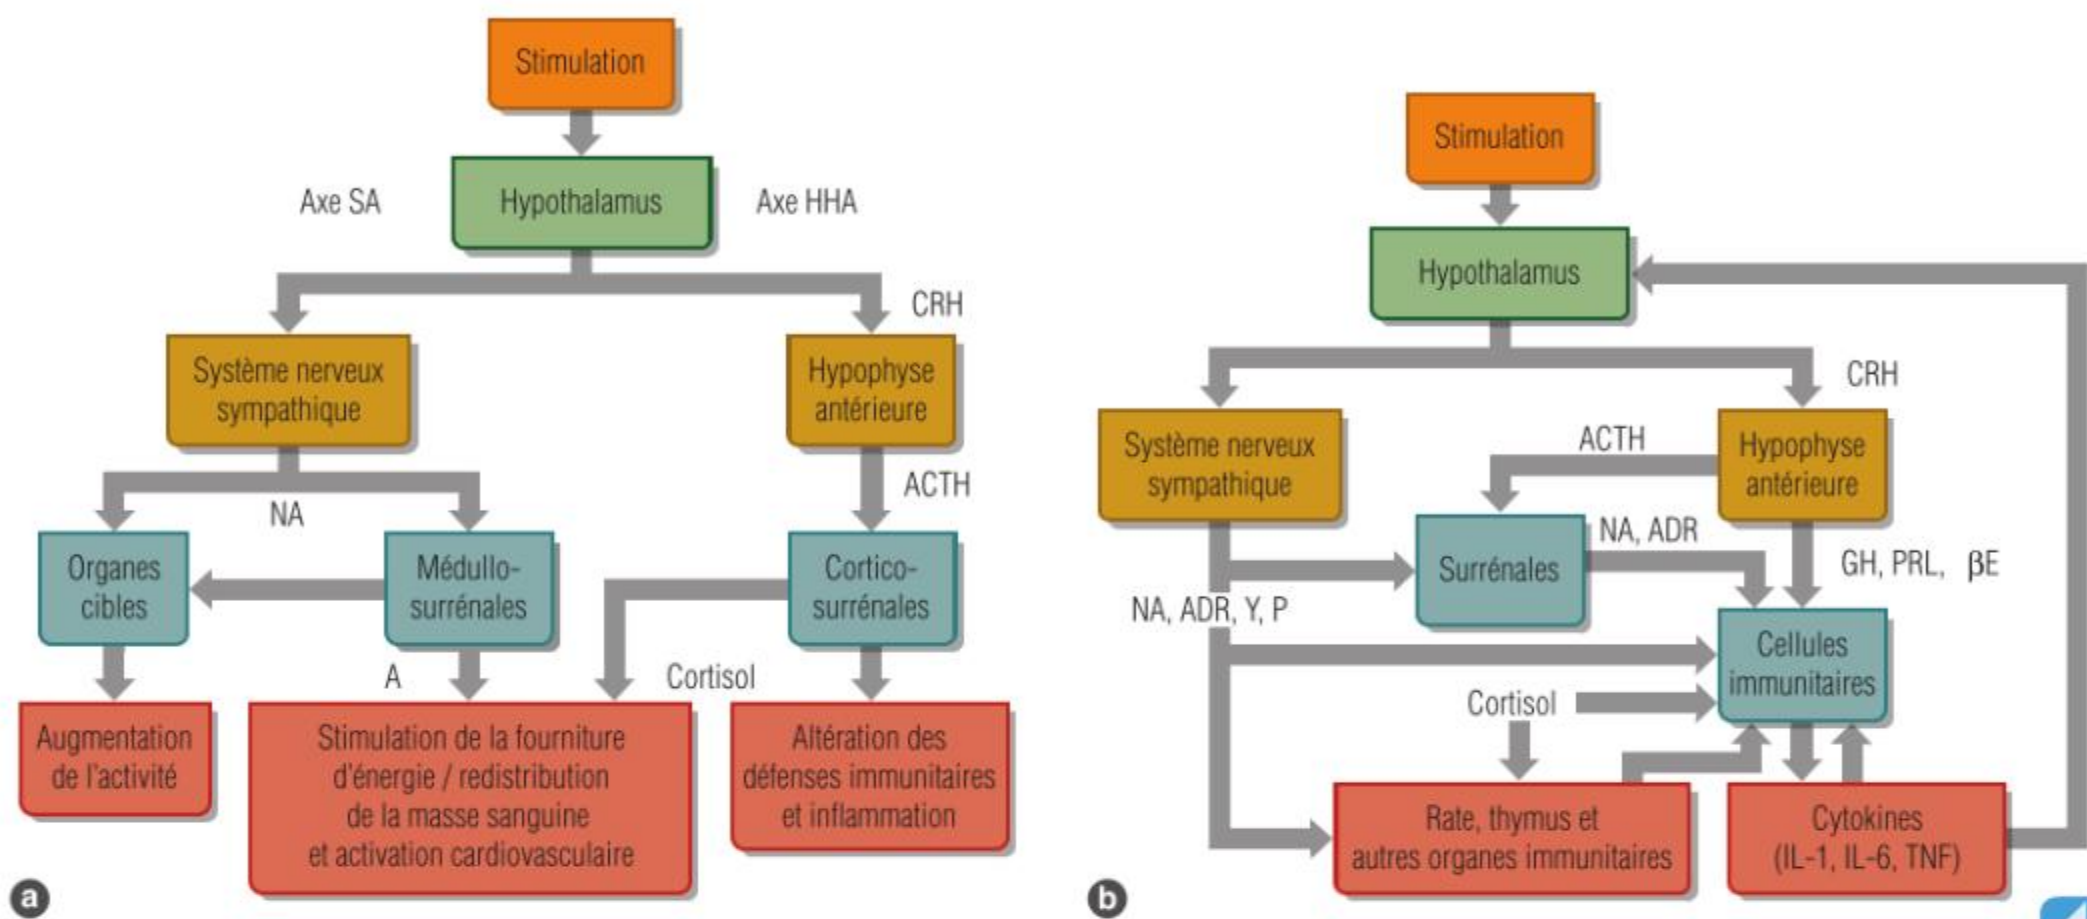 Stimulation
Axe SA
Hypothalamus
Axe HHA
CRH
Système nerveux
sympathique
Hypophyse
antérieure
NA
ACTH
Organes
cibles
Médullo-
surrénales
Cortico-
surrénales
A
Cortisol
Augmentation
de l'activité
Stimulation de la fourniture
d'énergie / redistribution
de la masse sanguine
et activation cardiovasculaire
Altération des
défenses immunitaires
et inflammation
a
Stimulation
Hypothalamus
CRH
Système nerveux
sympathique
ACTH
Hypophyse
antérieure
Surrénales
NA, ADR
GH, PRL, βE
NA, ADR, Y, P
Cellules
immunitaires
Cortisol
Rate, thymus et
autres organes immunitaires
Cytokines
(IL-1, IL-6, TNF)
b